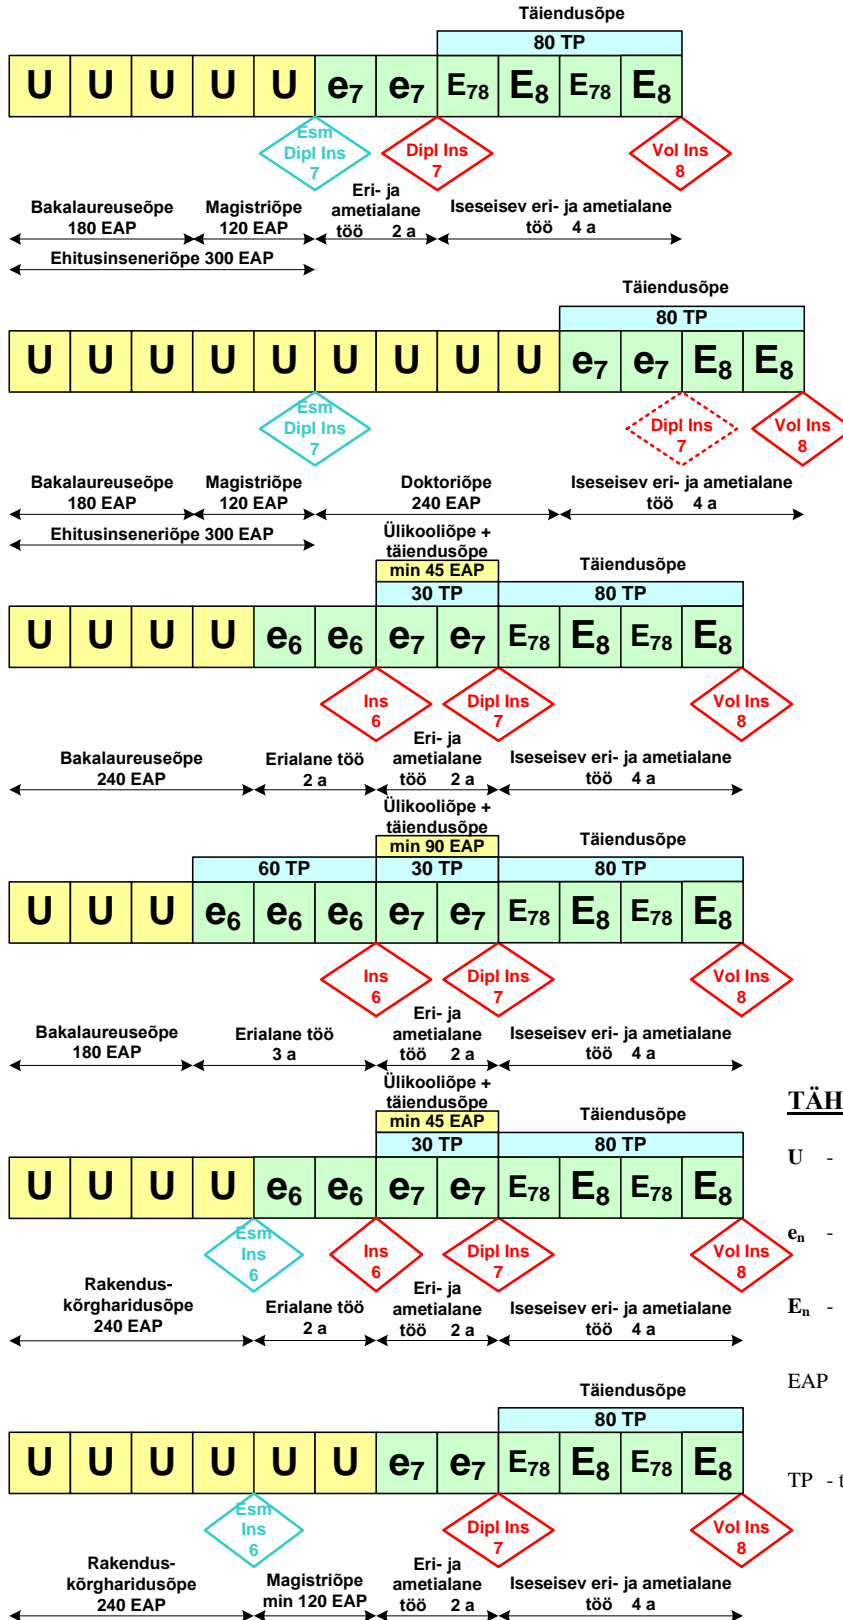 Täiendusõpe
80 TP
U U U U U e7 e7 E78 E8 E78 E8
Esm
Dipl Ins
7
Dipl Ins
7
Vol Ins
8
Bakalaureuseõpe
180 EAP
Magistriõpe
120 EAP
Eri- ja
ametialane
töö 2 a
Iseseisev eri- ja ametialane
töö 4 a
Ehitusinseneriõpe 300 EAP
Täiendusõpe
80 TP
U U U U U U U U U e7 e7 E8 E8
Esm
Dipl Ins
7
Dipl Ins
7
Vol Ins
8
Bakalaureuseõpe
180 EAP
Magistriõpe
120 EAP
Doktoriõpe
240 EAP
Iseseisev eri- ja ametialane
töö 4 a
Ehitusinseneriõpe 300 EAP
Ülikooliõpe +
täiendusõpe
min 45 EAP
30 TP
Täiendusõpe
80 TP
U U U U e6 e6 e7 e7 E78 E8 E78 E8
Ins
6
Dipl Ins
7
Vol Ins
8
Bakalaureuseõpe
240 EAP
Erialane töö
2 a
Eri- ja
ametialane
töö 2 a
Iseseisev eri- ja ametialane
töö 4 a
Ülikooliõpe +
täiendusõpe
min 90 EAP
60 TP
30 TP
Täiendusõpe
80 TP
U U U e6 e6 e6 e7 e7 E78 E8 E78 E8
Ins
6
Dipl Ins
7
Vol Ins
8
Bakalaureuseõpe
180 EAP
Erialane töö
3 a
Eri- ja
ametialane
töö 2 a
Iseseisev eri- ja ametialane
töö 4 a
Ülikooliõpe +
täiendusõpe
min 45 EAP
30 TP
Täiendusõpe
80 TP
U U U U e6 e6 e7 e7 E78 E8 E78 E8
Esm
Ins
6
Ins
6
Dipl Ins
7
Vol Ins
8
Rakendus-
kõrgharidusõpe
240 EAP
Erialane töö
2 a
Eri- ja
ametialane
töö 2 a
Iseseisev eri- ja ametialane
töö 4 a
TÄH
U -
en -
En -
EAP
TP - t
Täiendusõpe
80 TP
U U U U U U e7 e7 E78 E8 E78 E8
Esm
Ins
6
Dipl Ins
7
Vol Ins
8
Rakendus-
kõrgharidusõpe
240 EAP
Magistriõpe
min 120 EAP
Eri- ja
ametialane
töö 2 a
Iseseisev eri- ja ametialane
töö 4 a